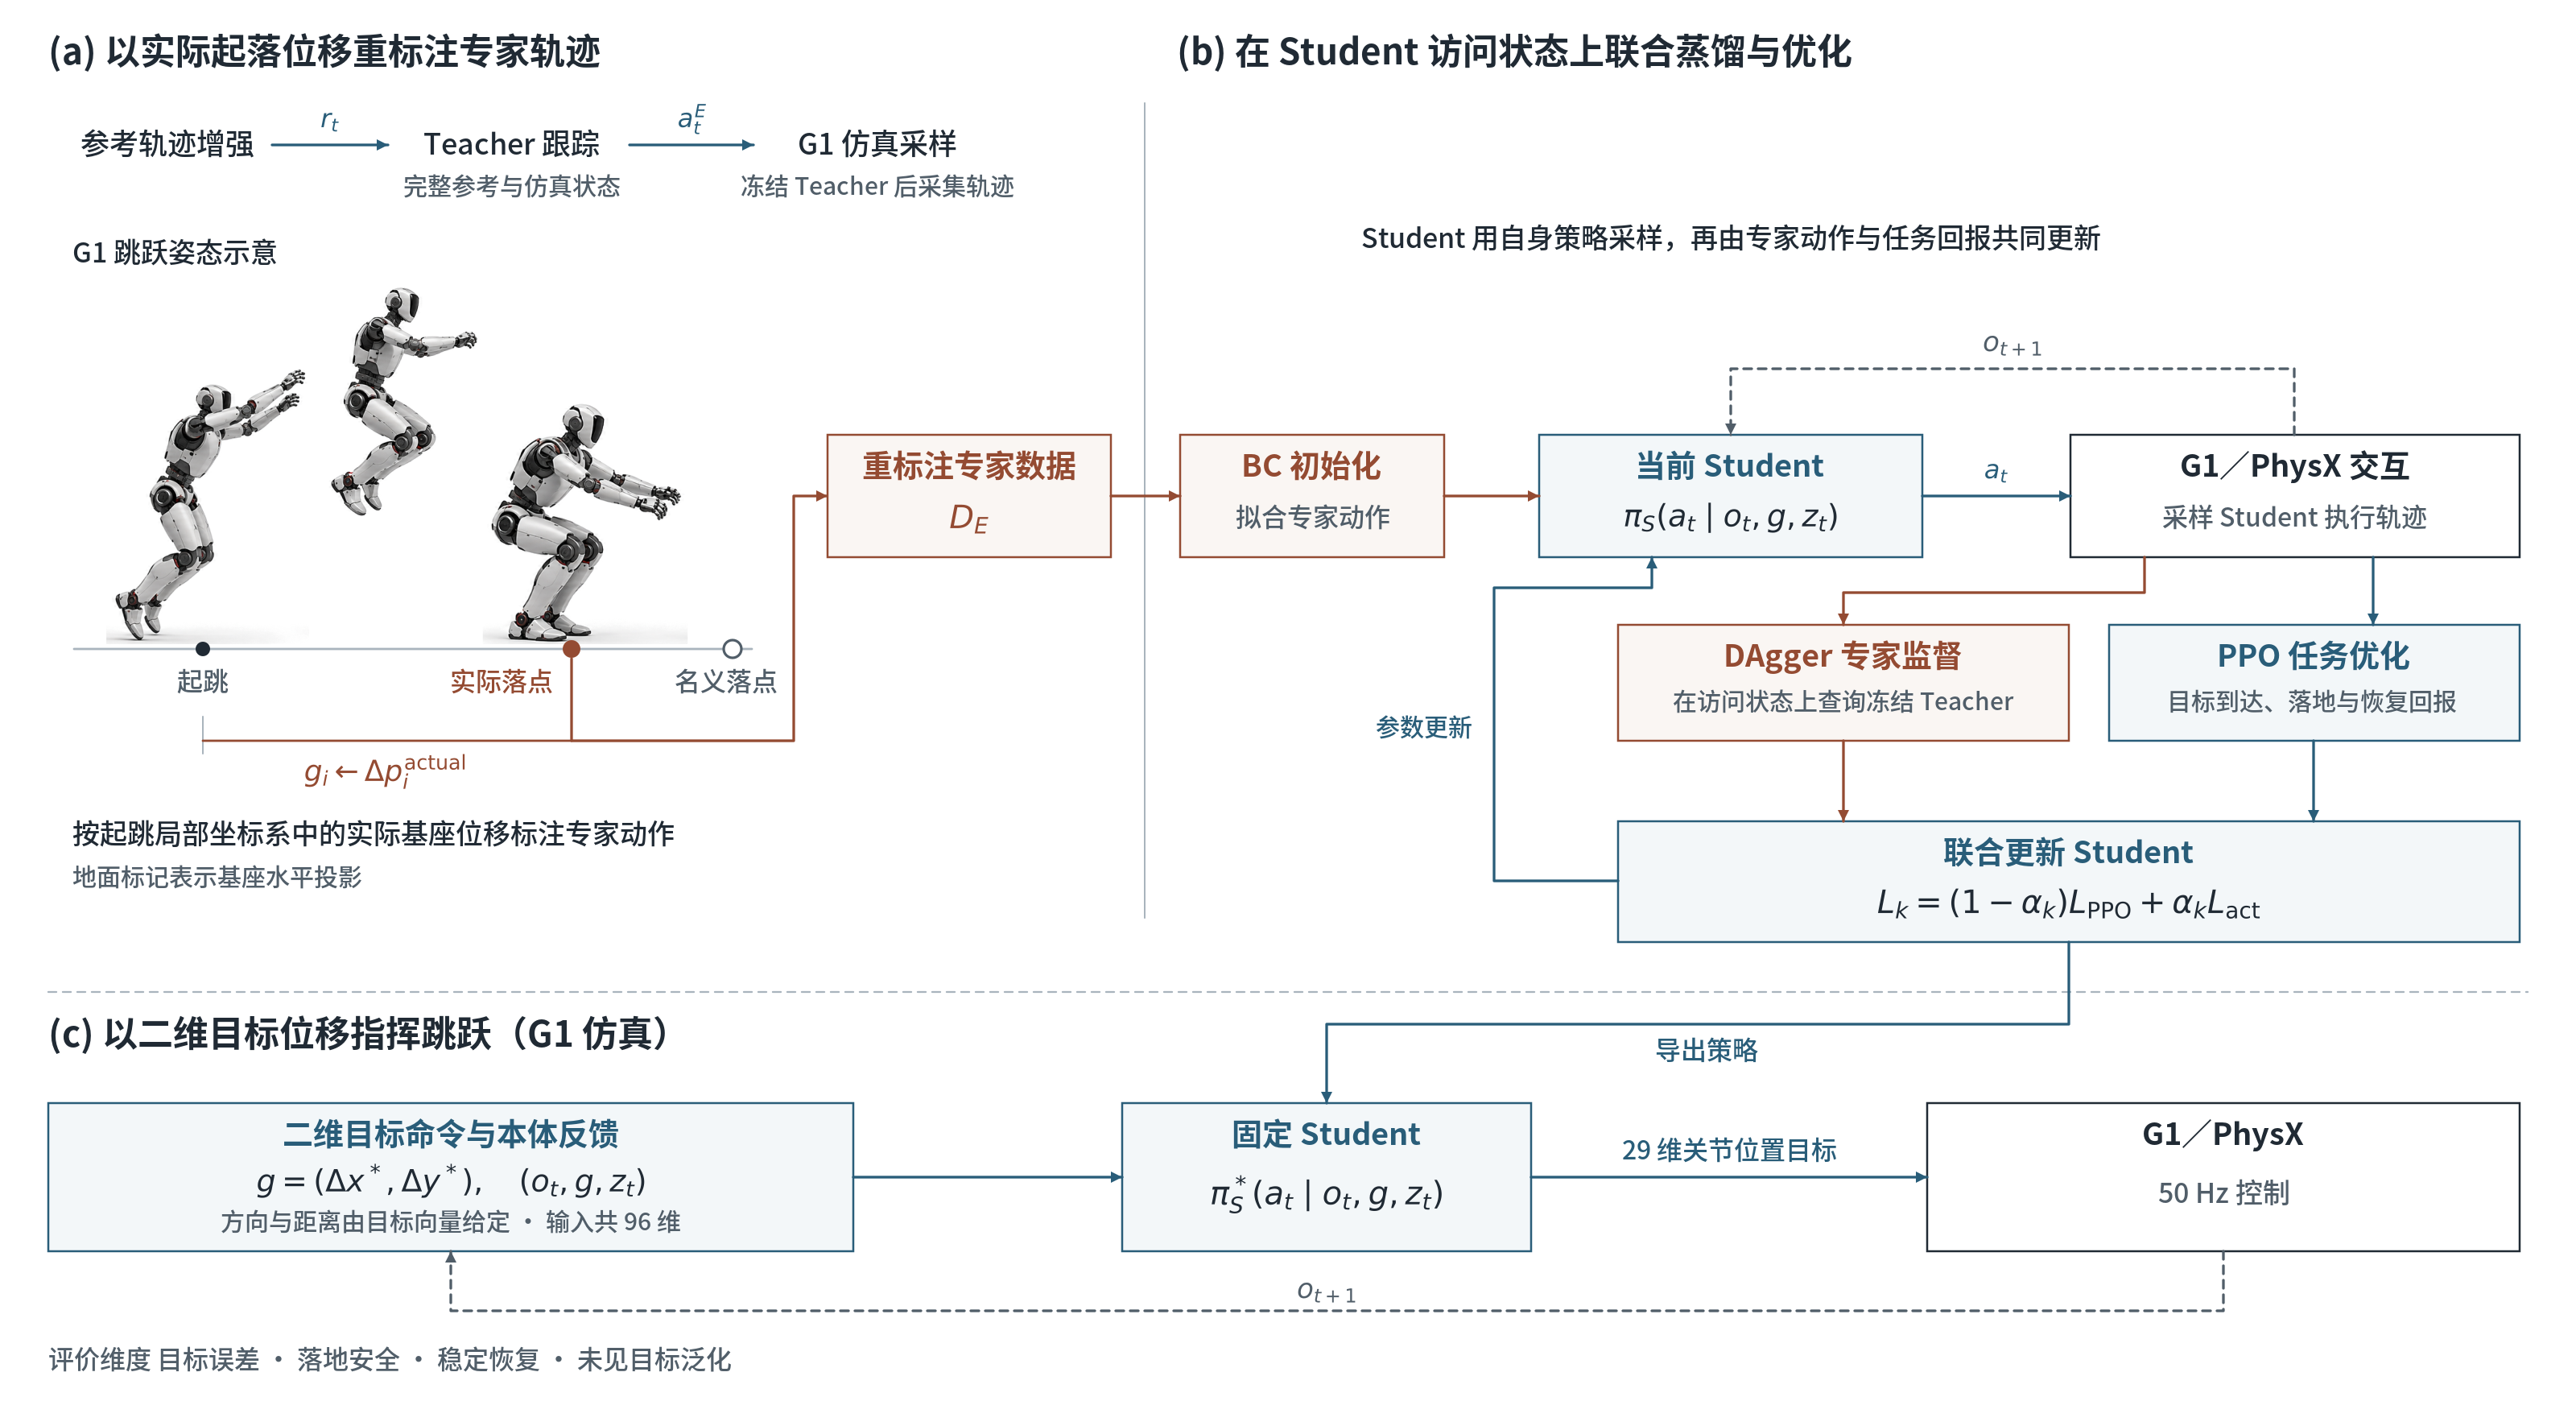 (a) 以实际起落位移重标注专家轨迹
参考轨迹增强
r_t
Teacher 跟踪
完整参考与仿真状态
a_t^E
G1 仿真采样
冻结 Teacher 后采集轨迹
G1 跳跃姿态示意
起跳
实际落点
名义落点
g_i ← Δp_i^actual
按起跳局部坐标系中的实际基座位移标注专家动作
地面标记表示基座水平投影
重标注专家数据
D_E
(b) 在 Student 访问状态上联合蒸馏与优化
Student 用自身策略采样，再由专家动作与任务回报共同更新
o_{t+1}
BC 初始化
拟合专家动作
当前 Student
π_S(a_t | o_t, g, z_t)
a_t
G1／PhysX 交互
采样 Student 执行轨迹
DAgger 专家监督
在访问状态上查询冻结 Teacher
PPO 任务优化
目标到达、落地与恢复回报
参数更新
联合更新 Student
L_k = (1 − α_k)L_PPO + α_k L_act
(c) 以二维目标位移指挥跳跃（G1 仿真）
导出策略
二维目标命令与本体反馈
g = (Δx*, Δy*), (o_t, g, z_t)
方向与距离由目标向量给定 · 输入共 96 维
固定 Student
π_S^*(a_t | o_t, g, z_t)
29 维关节位置目标
G1／PhysX
50 Hz 控制
o_{t+1}
评价维度 目标误差 · 落地安全 · 稳定恢复 · 未见目标泛化